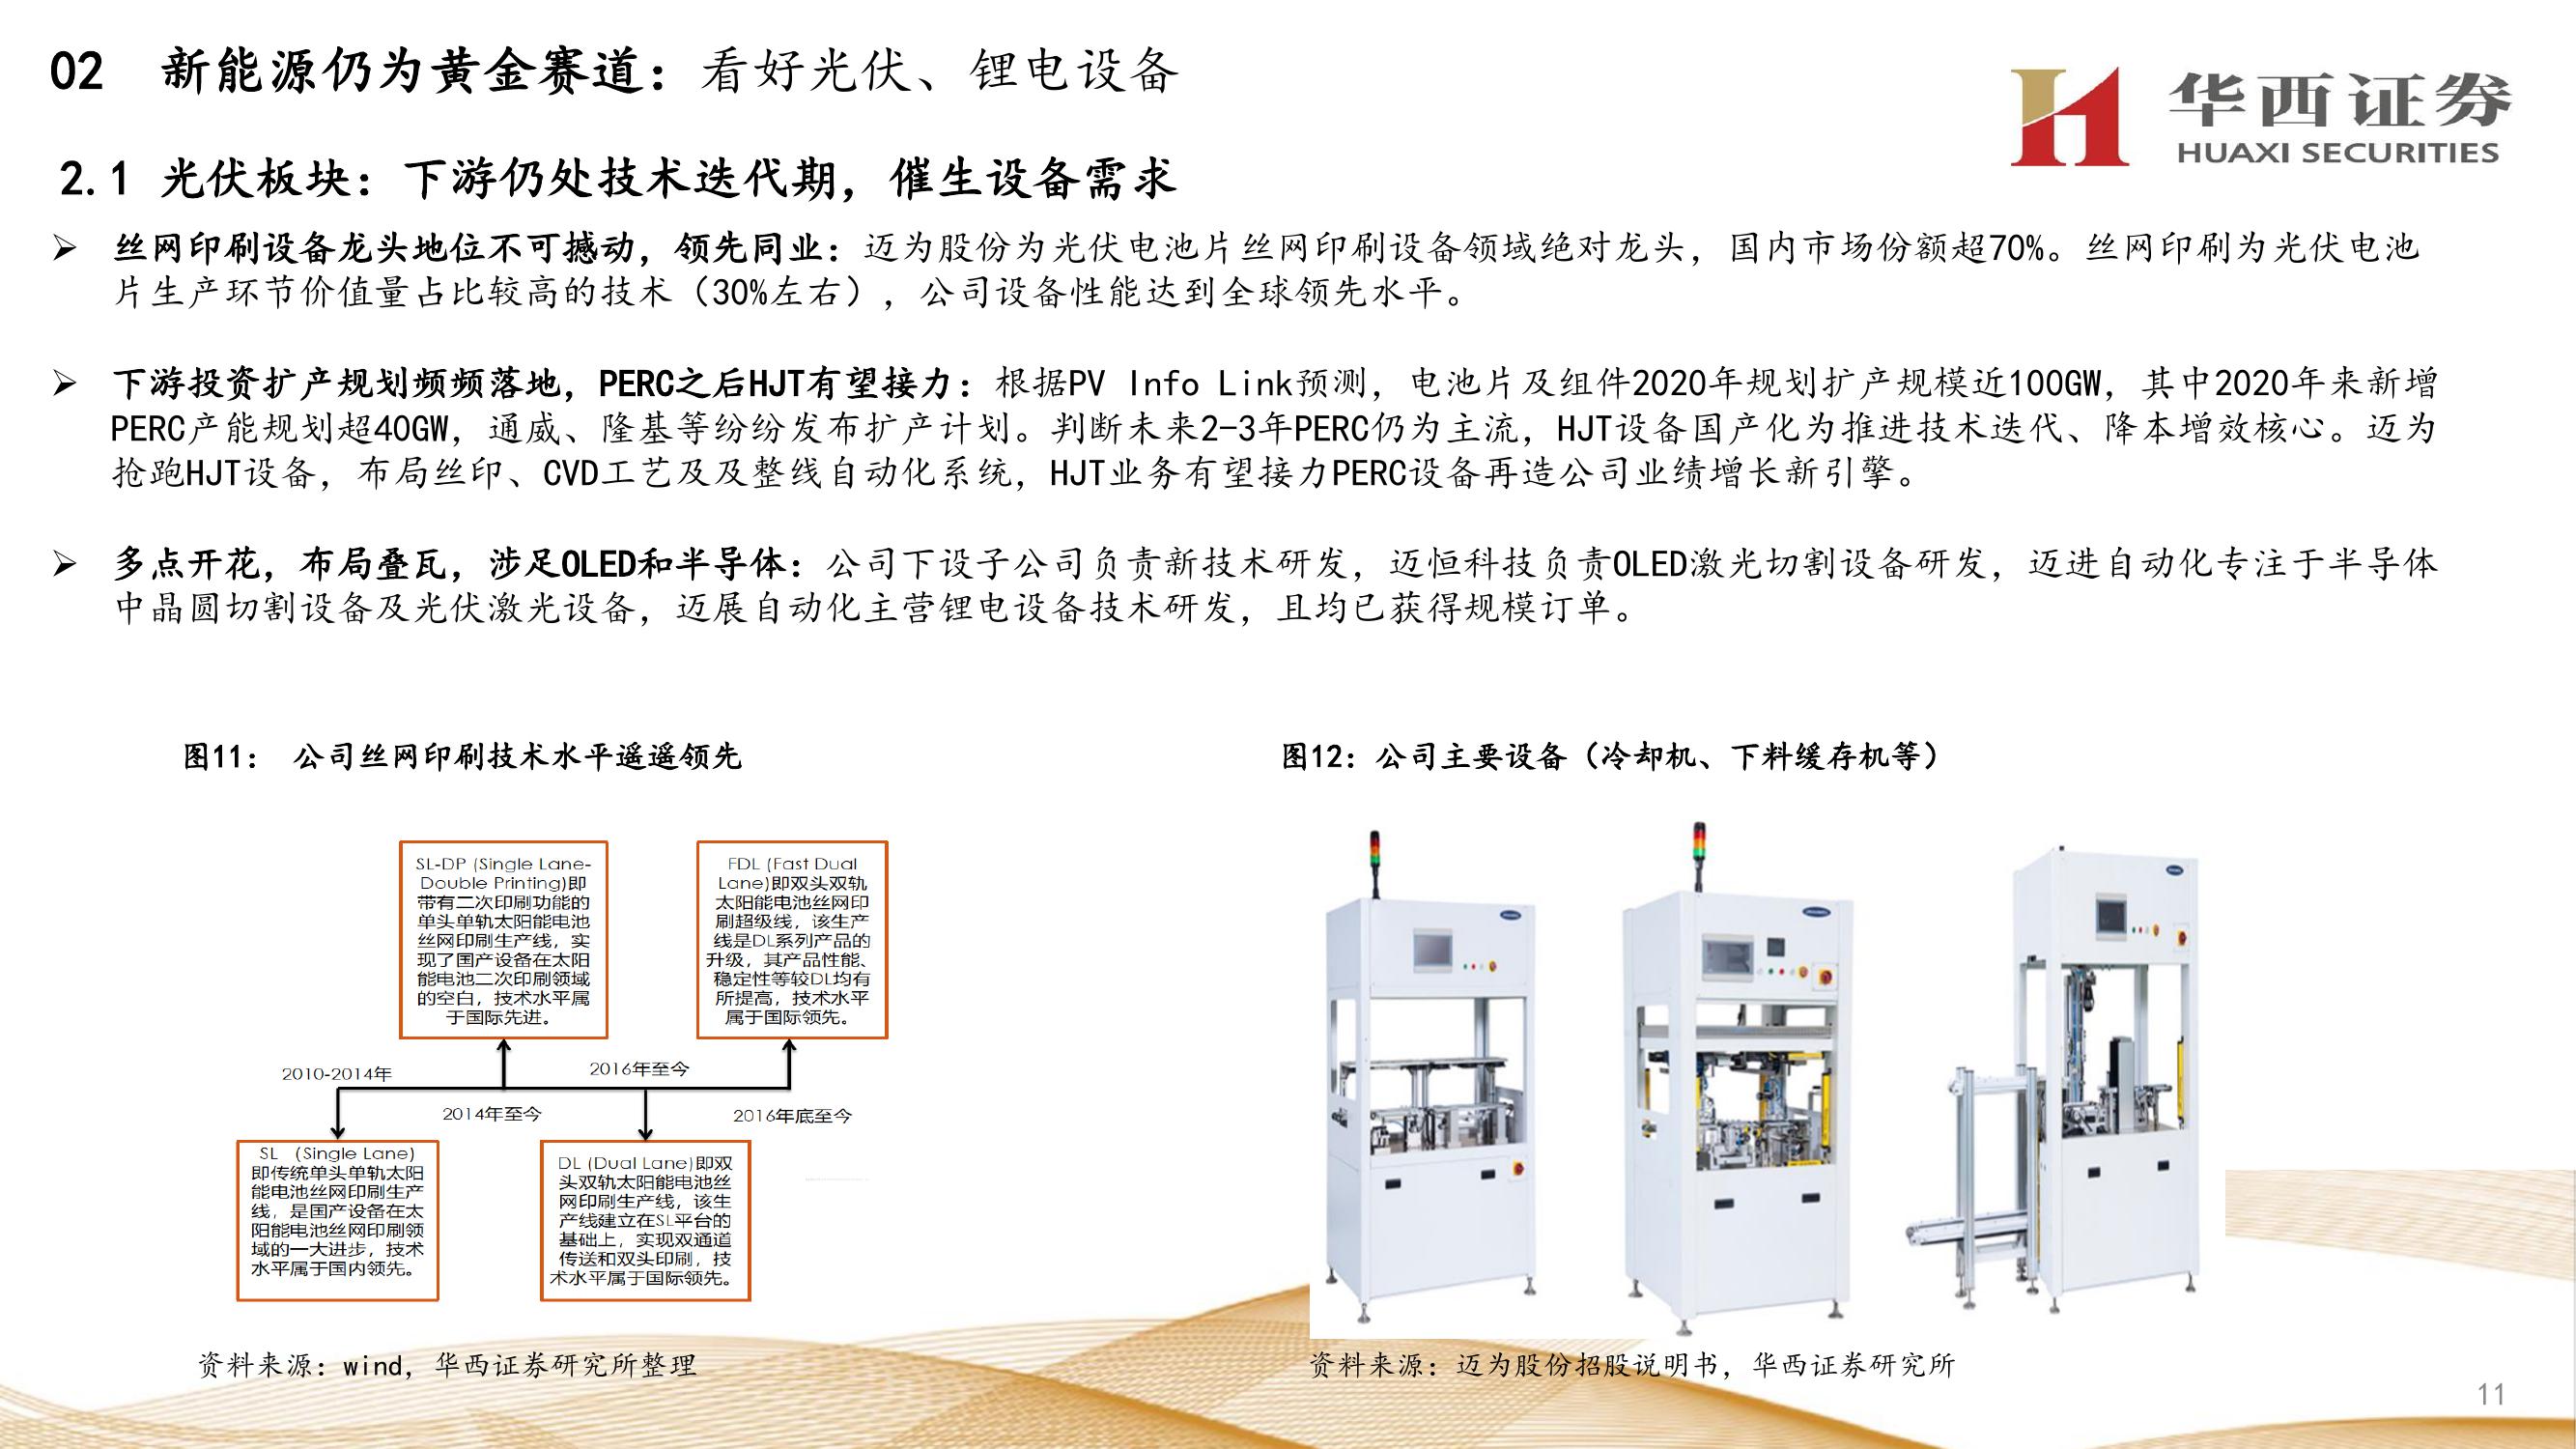 02 新能源仍为黄金赛道：看好光伏、锂电设备
华西证券
HUAXI SECURITIES
2.1 光伏板块：下游仍处技术迭代期，催生设备需求
➢ 丝网印刷设备龙头地位不可撼动，领先同业：迈为股份为光伏电池片丝网印刷设备领域绝对龙头，国内市场份额超70%。丝网印刷为光伏电池
片生产环节价值量占比较高的技术（30%左右），公司设备性能达到全球领先水平。
➢ 下游投资扩产规划频频落地，PERC之后HJT有望接力：根据PV Info Link预测，电池片及组件2020年规划扩产规模近100GW，其中2020年来新增
PERC产能规划超40GW，通威、隆基等纷纷发布扩产计划。判断未来2-3年PERC仍为主流，HJT设备国产化为推进技术迭代、降本增效核心。迈为
抢跑HJT设备，布局丝印、CVD工艺及及整线自动化系统，HJT业务有望接力PERC设备再造公司业绩增长新引擎。
➢ 多点开花，布局叠瓦，涉足OLED和半导体：公司下设子公司负责新技术研发，迈恒科技负责OLED激光切割设备研发，迈进自动化专注于半导体
中晶圆切割设备及光伏激光设备，迈展自动化主营锂电设备技术研发，且均已获得规模订单。
图11： 公司丝网印刷技术水平遥遥领先
SL-DP (Single Lane-
Double Printing)即
带有二次印刷功能的
单头单轨太阳能电池
丝网印刷生产线，实
现了国产设备在太阳
能电池二次印刷领域
的空白，技术水平属
于国际先进。
FDL (Fast Dual
Lane)即双头双轨
太阳能电池丝网印
刷超级线，该生产
线是DL系列产品的
升级，其产品性能、
稳定性等较DL均有
所提高，技术水平
属于国际领先。
2010-2014年
2016年至今
2014年至今
2016年底至今
SL （Single Lane)
即传统单头单轨太阳
能电池丝网印刷生产
线，是国产设备在太
阳能电池丝网印刷领
域的一大进步，技术
水平属于国内领先。
DL (Dual Lane)即双
头双轨太阳能电池丝
网印刷生产线，该生
产线建立在SL平台的
基础上，实现双通道
传送和双头印刷，技
术水平属于国际领先。
资料来源：wind，华西证券研究所整理
图12：公司主要设备（冷却机、下料缓存机等）
资料来源：迈为股份招股说明书，华西证券研究所
11